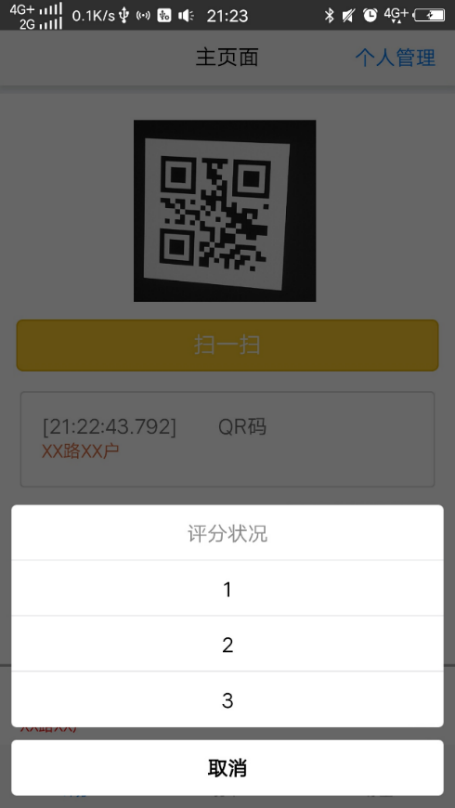 4G+ 0.1K/s 21:23 4G+
2G
主页面 个人管理
扫一扫
[21:22:43.792] QR码
XX路XX户
评分状况
1
2
3
取消